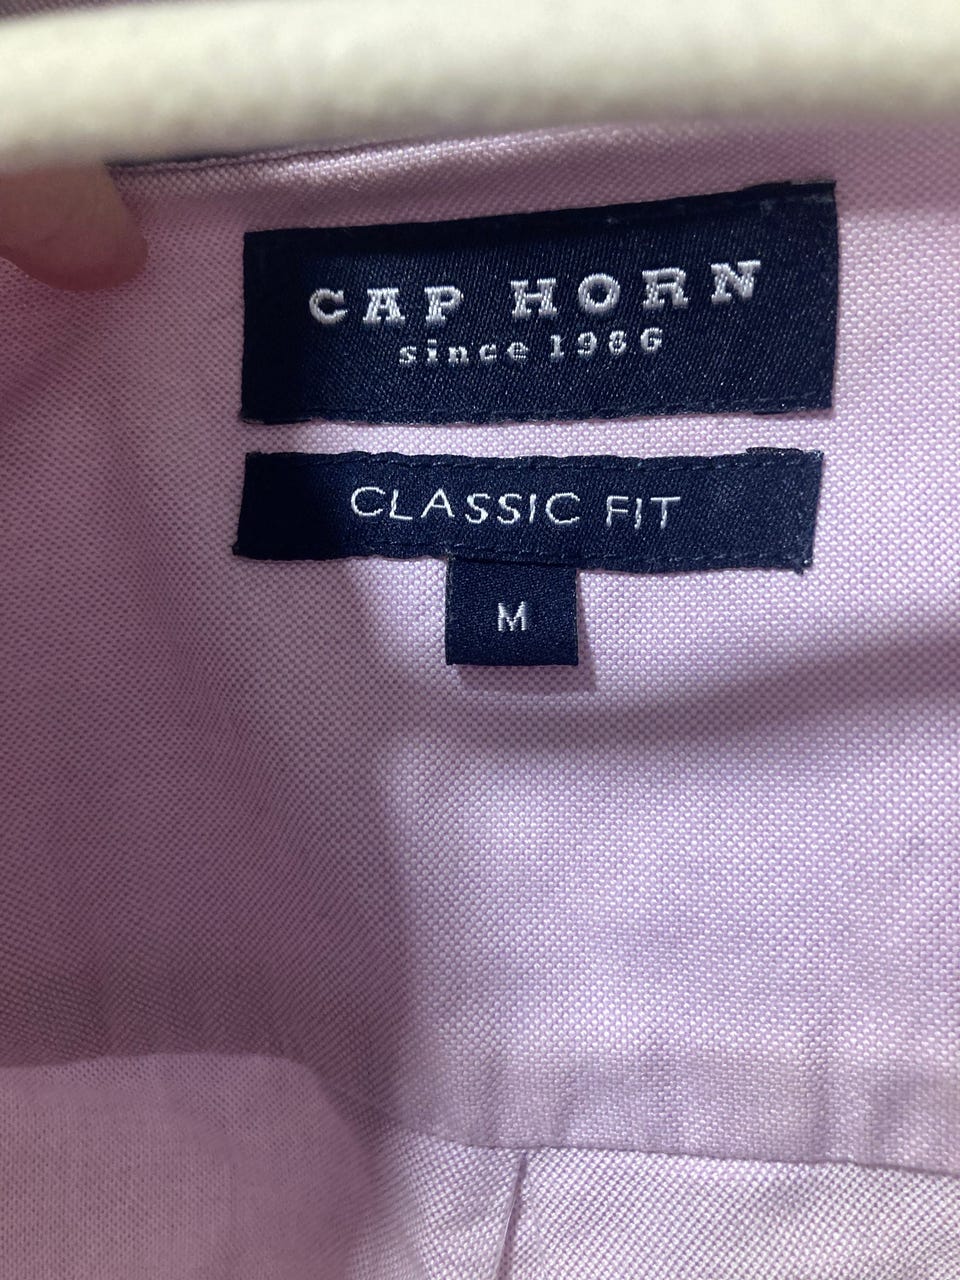 CAP HORN
since 1986
CLASSIC FIT
M